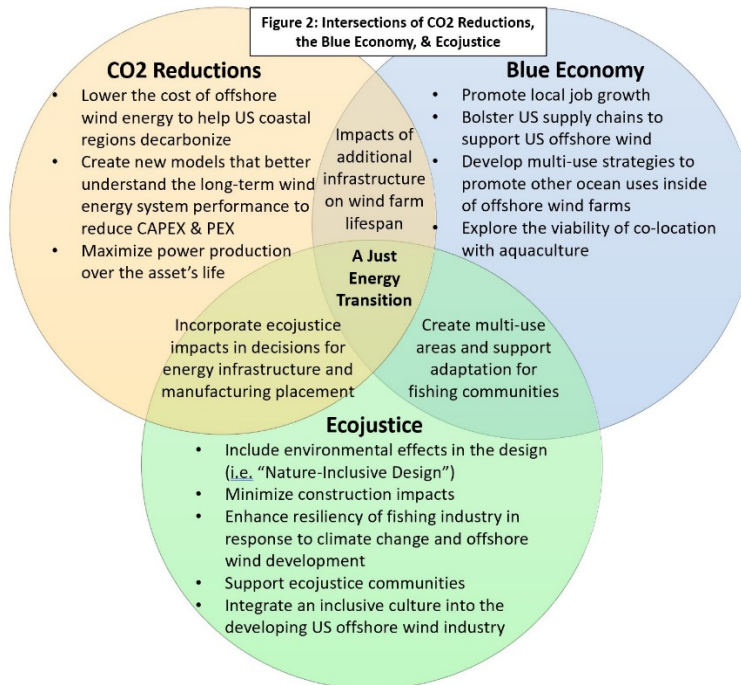 Figure 2: Intersections of CO2 Reductions,
the Blue Economy, & Ecojustice
CO2 Reductions
• Lower the cost of offshore
wind energy to help US coastal
regions decarbonize
• Create new models that better
understand the long-term wind
energy system performance to
reduce CAPEX & PEX
• Maximize power production
over the asset's life
Impacts of
additional
infrastructure
on wind farm
lifespan
Blue Economy
• Promote local job growth
• Bolster US supply chains to
support US offshore wind
• Develop multi-use strategies to
promote other ocean uses inside
of offshore wind farms
• Explore the viability of co-location
with aquaculture
A Just
Energy
Transition
Incorporate ecojustice
impacts in decisions for
energy infrastructure and
manufacturing placement
Create multi-use
areas and support
adaptation for
fishing communities
Ecojustice
• Include environmental effects in the design
(i.e. “Nature-Inclusive Design”)
• Minimize construction impacts
• Enhance resiliency of fishing industry in
response to climate change and offshore
wind development
• Support ecojustice communities
• Integrate an inclusive culture into the
developing US offshore wind industry